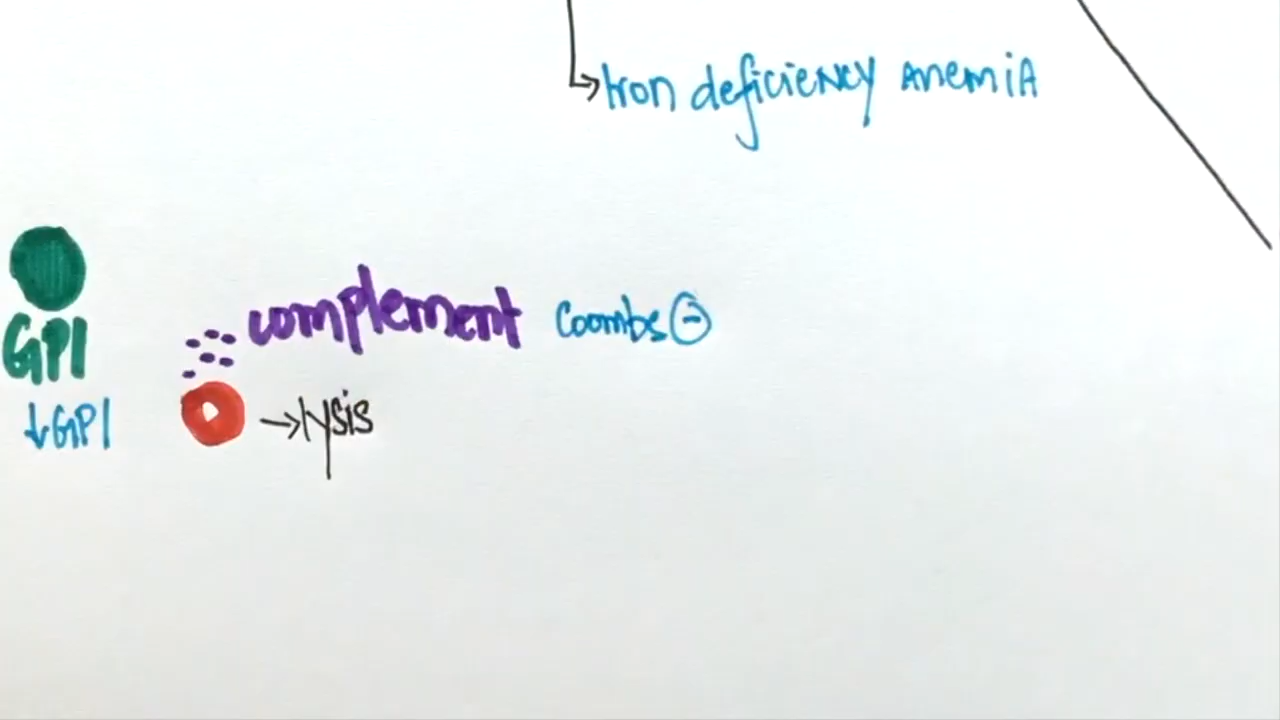 →Iron deficiency anemia
GPI
complement Coombs⊖
↓GPI
→lysis